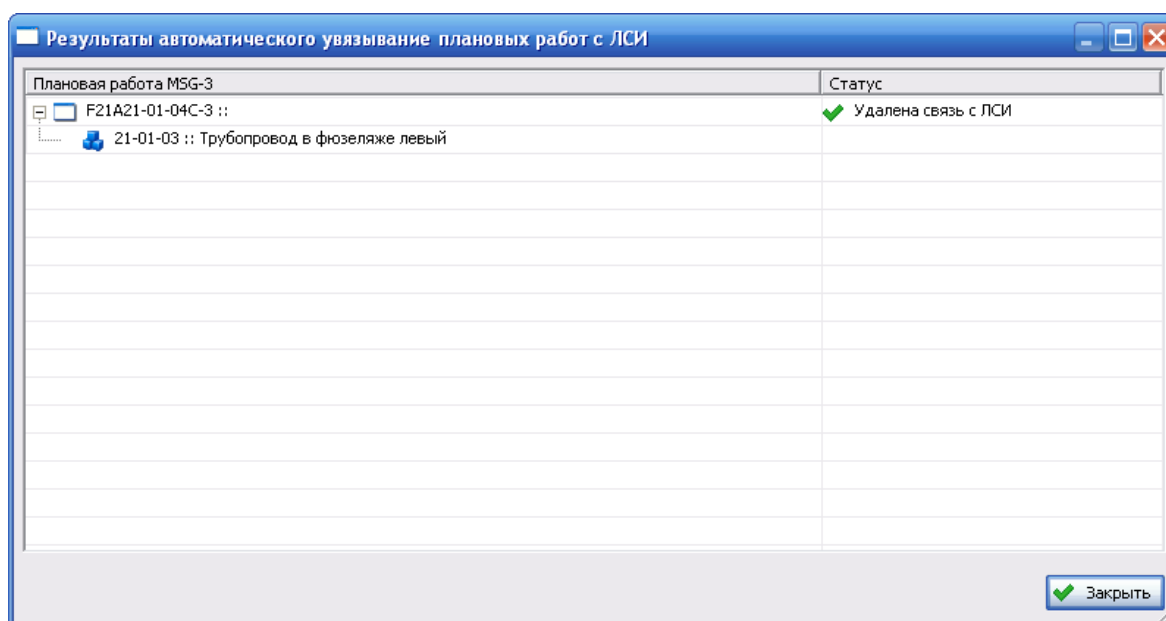 Результаты автоматического увязывание плановых работ с ЛСИ
Плановая работа MSG-3 Статус
F21A21-01-04C-3 :: Удалена связь с ЛСИ
21-01-03 :: Трубопровод в фюзеляже левый
Закрыть